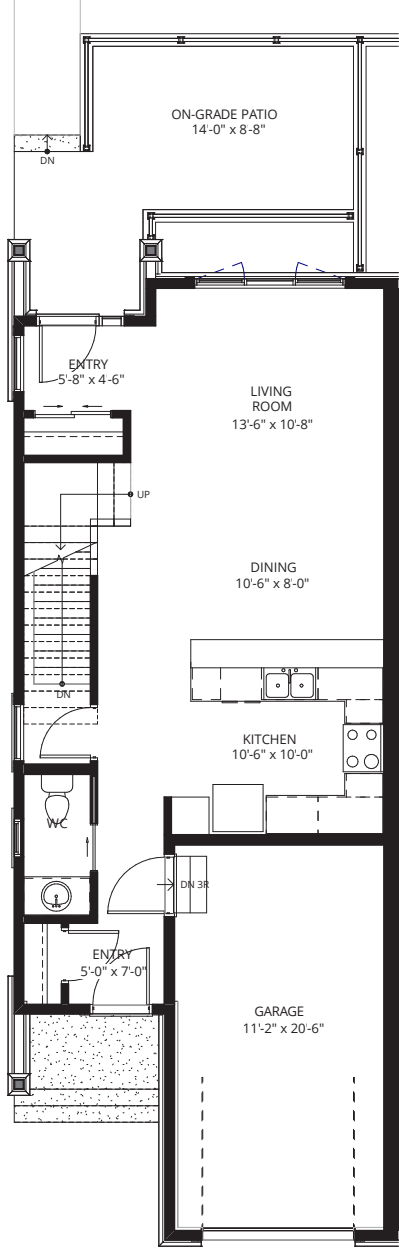 ON-GRADE PATIO
14'-0" x 8'-8"
DN
ENTRY
5'-8" x 4'-6"
LIVING
ROOM
13'-6" x 10'-8"
UP
DINING
10'-6" x 8'-0"
DN
KITCHEN
10'-6" x 10'-0"
WC
DN 3R
ENTRY
5'-0" x 7'-0"
GARAGE
11'-2" x 20'-6"